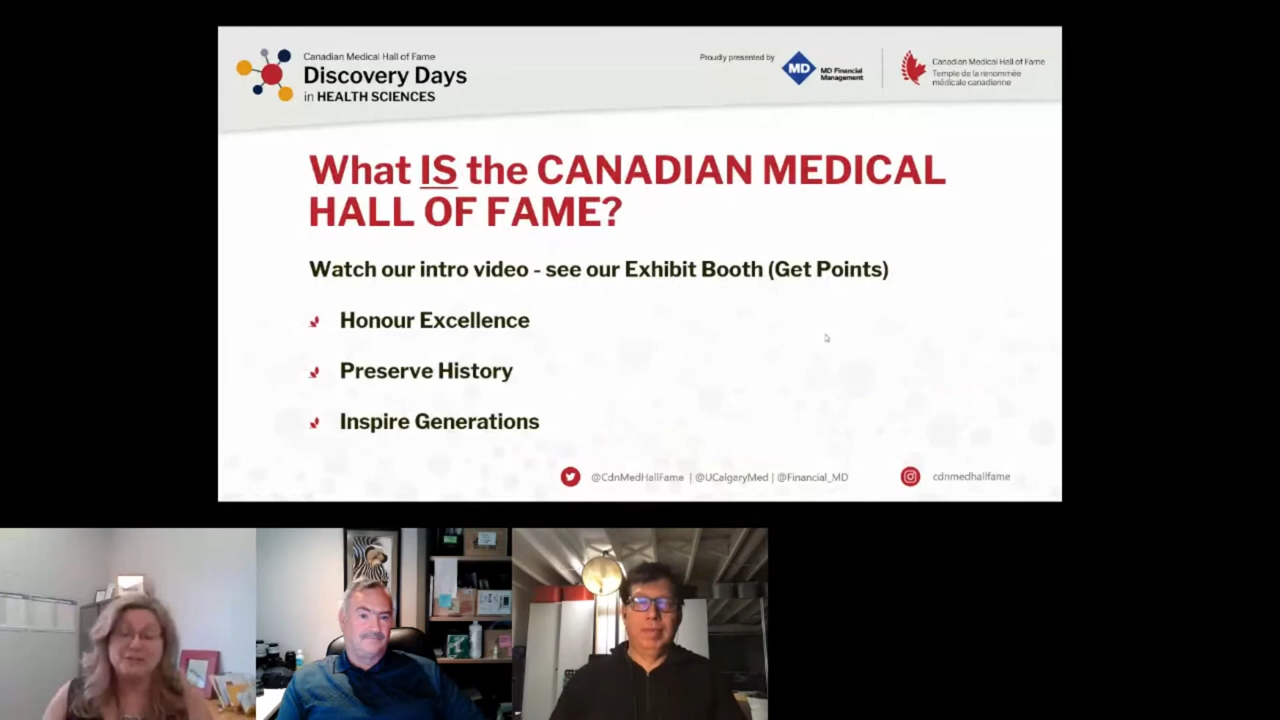 Canadian Medical Hall of Fame
Discovery Days
in HEALTH SCIENCES
Proudly presented by
MD
MD Financial
Management
Canadian Medical Hall of Fame
Temple de la renommée
médicale canadienne
What IS the CANADIAN MEDICAL
HALL OF FAME?
Watch our intro video - see our Exhibit Booth (Get Points)
Honour Excellence
Preserve History
Inspire Generations
@CdnMedHallFame | @UCalgaryMed | @Financial_MD
cdnmedhallfame